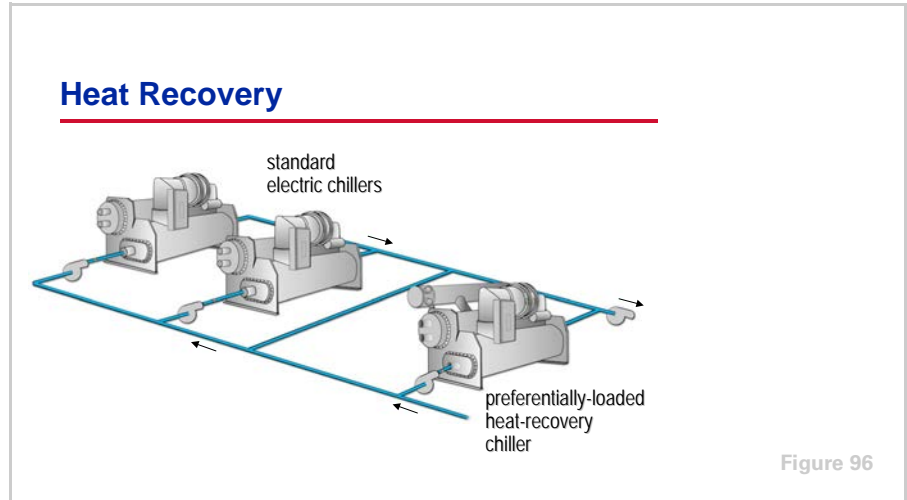 Heat Recovery
standard
electric chillers
preferentially-loaded
heat-recovery
chiller
Figure 96